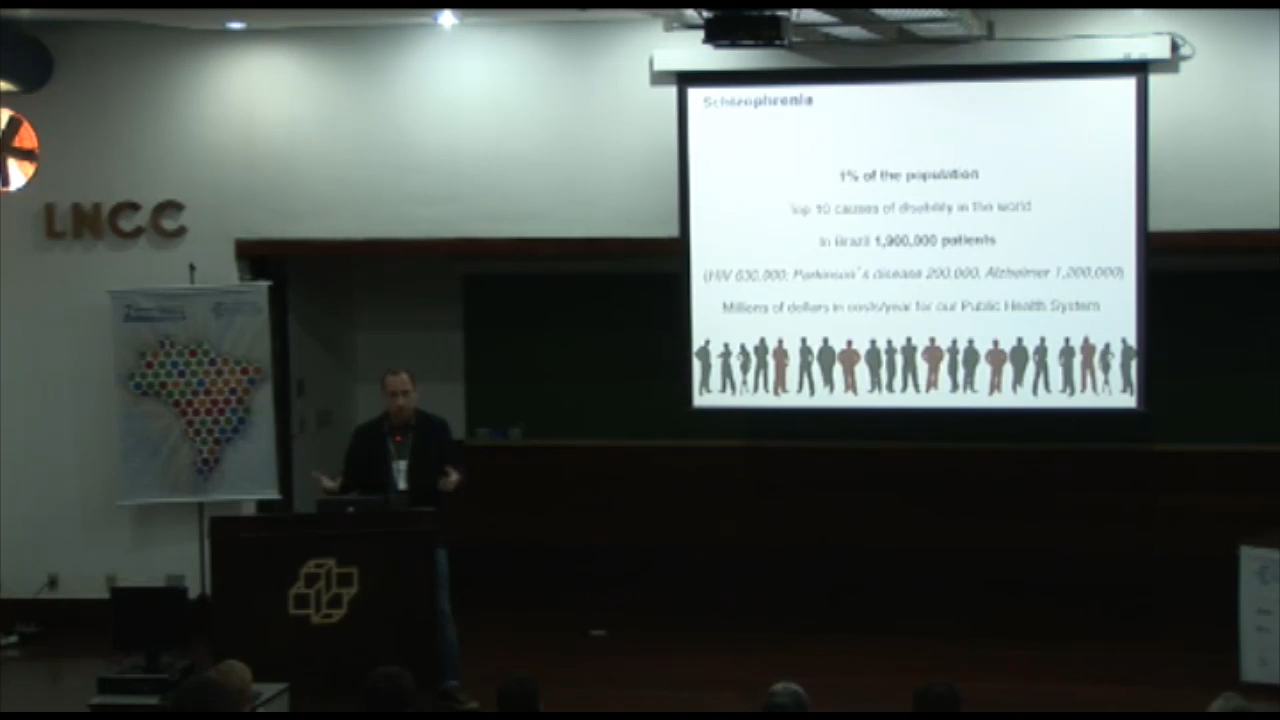 LNCC
Schizophrenia
1% of the population
Top 10 causes of disability in the world
In Brazil 1,900,000 patients
(HIV 630,000; Parkinson's disease 200,000, Alzheimer 1,200,000)
Millions of dollars in costs/year for our Public Health System